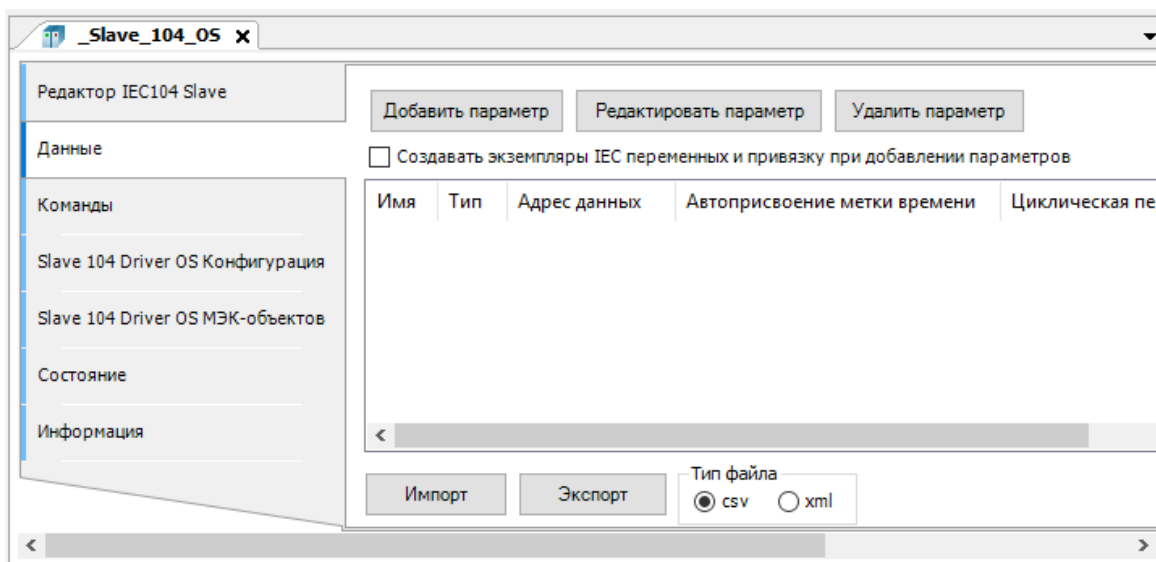 _Slave_104_OS
Редактор IEC104 Slave
Данные
Команды
Slave 104 Driver OS Конфигурация
Slave 104 Driver OS МЭК-объектов
Состояние
Информация
Добавить параметр Редактировать параметр Удалить параметр
Создавать экземпляры IEC переменных и привязку при добавлении параметров
Имя Тип Адрес данных Автоприсвоение метки времени Циклическая пе
Импорт Экспорт
Тип файла
csv xml